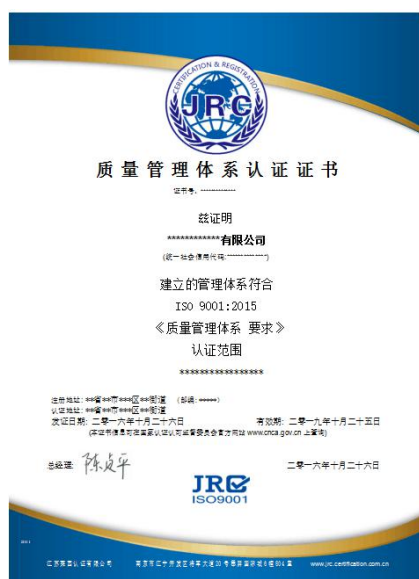 CERTIFICATION & REGISTRATION
JRC
质量管理体系认证证书
证书号：-------------
兹证明
************有限公司
(统一社会信用代码:--------------)
建立的管理体系符合
ISO 9001:2015
《质量管理体系 要求》
认证范围
******************
注册地址: **省**市***区**街道 (邮编:*****)
认证地址: **省**市***区**街道
发证日期: 二零一六年十月二十六日 有效期: 二零一九年十月二十五日
(本证书信息可在国家认证认可监督委员会官方网站 www.cnca.gov.cn 上查询)
总经理: 陈贞平 二零一六年十月二十六日
JRC
ISO9001
www.jrc.certification.com.cn